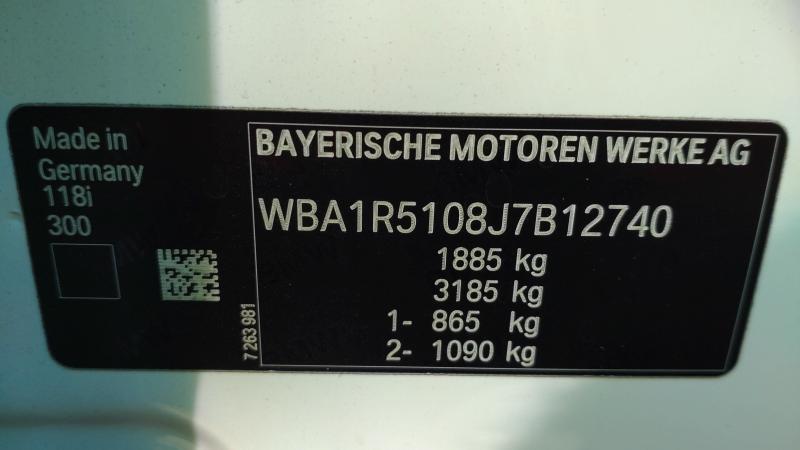 Made in
Germany
118i
300
7 263 981
BAYERISCHE MOTOREN WERKE AG
WBA1R5108J7B12740
1885 kg
3185 kg
1- 865 kg
2- 1090 kg